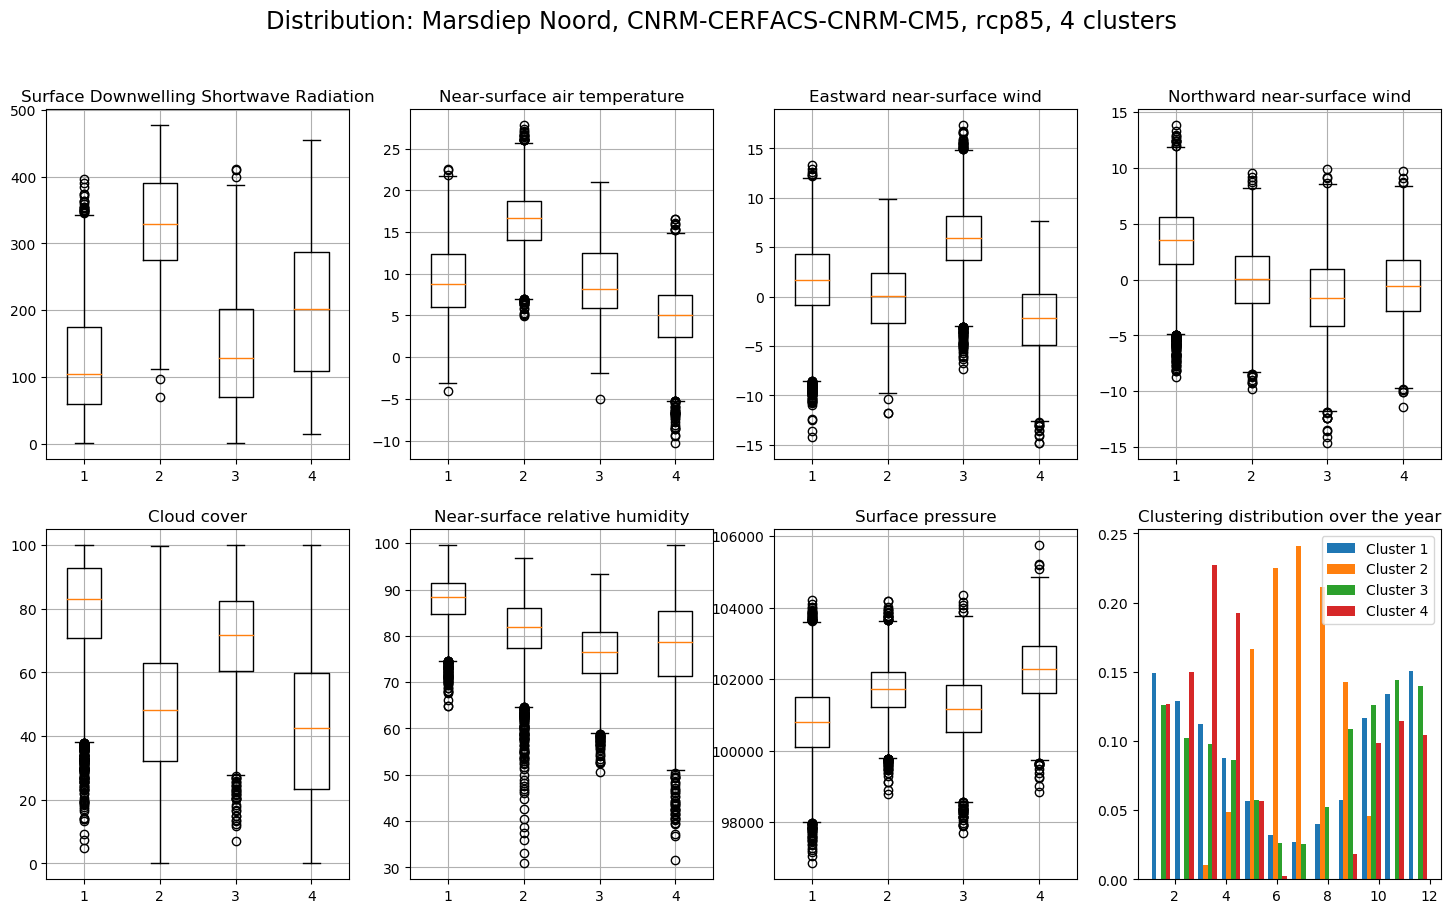 Distribution: Marsdiep Noord, CNRM-CERFACS-CNRM-CM5, rcp85, 4 clusters
Surface Downwelling Shortwave Radiation
500
400
300
200
100
0
1 2 3 4
Near-surface air temperature
25
20
15
10
5
0
−5
−10
1 2 3 4
Eastward near-surface wind
15
10
5
0
−5
−10
−15
1 2 3 4
Northward near-surface wind
15
10
5
0
−5
−10
−15
1 2 3 4
Cloud cover
100
80
60
40
20
0
1 2 3 4
Near-surface relative humidity
100
90
80
70
60
50
40
30
1 2 3 4
Surface pressure
106000
104000
102000
100000
98000
1 2 3 4
Clustering distribution over the year
0.25
0.20
0.15
0.10
0.05
0.00
2 4 6 8 10 12
Cluster 1
Cluster 2
Cluster 3
Cluster 4